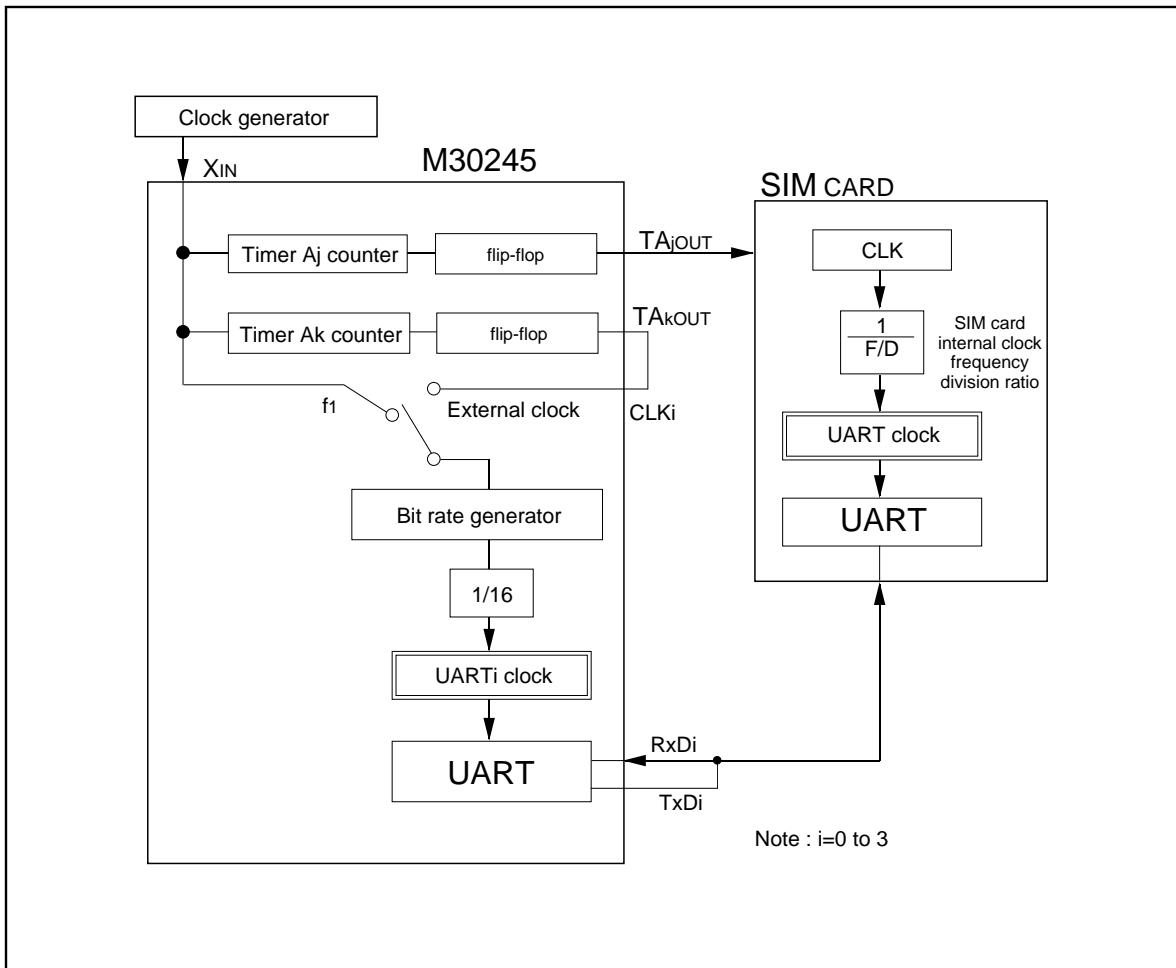 Clock generator
XIN
M30245
SIM CARD
Timer Aj counter
flip-flop
TAjOUT
CLK
Timer Ak counter
flip-flop
TAkOUT
1
F/D
SIM card
internal clock
frequency
division ratio
f1
External clock
CLKi
UART clock
Bit rate generator
UART
1/16
UARTi clock
UART
RxDi
TxDi
Note : i=0 to 3